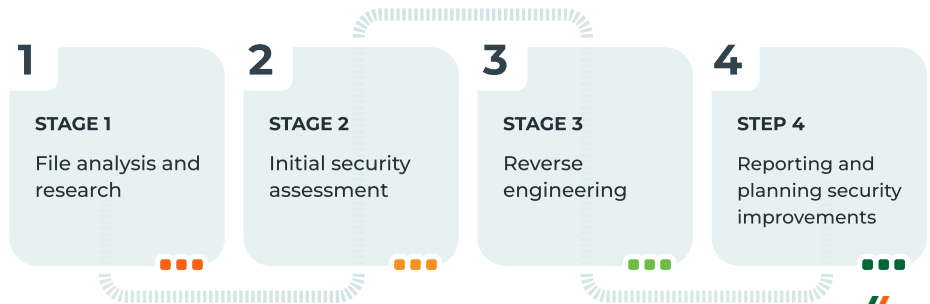 1
STAGE 1
File analysis and
research
2
STAGE 2
Initial security
assessment
3
STAGE 3
Reverse
engineering
4
STEP 4
Reporting and
planning security
improvements